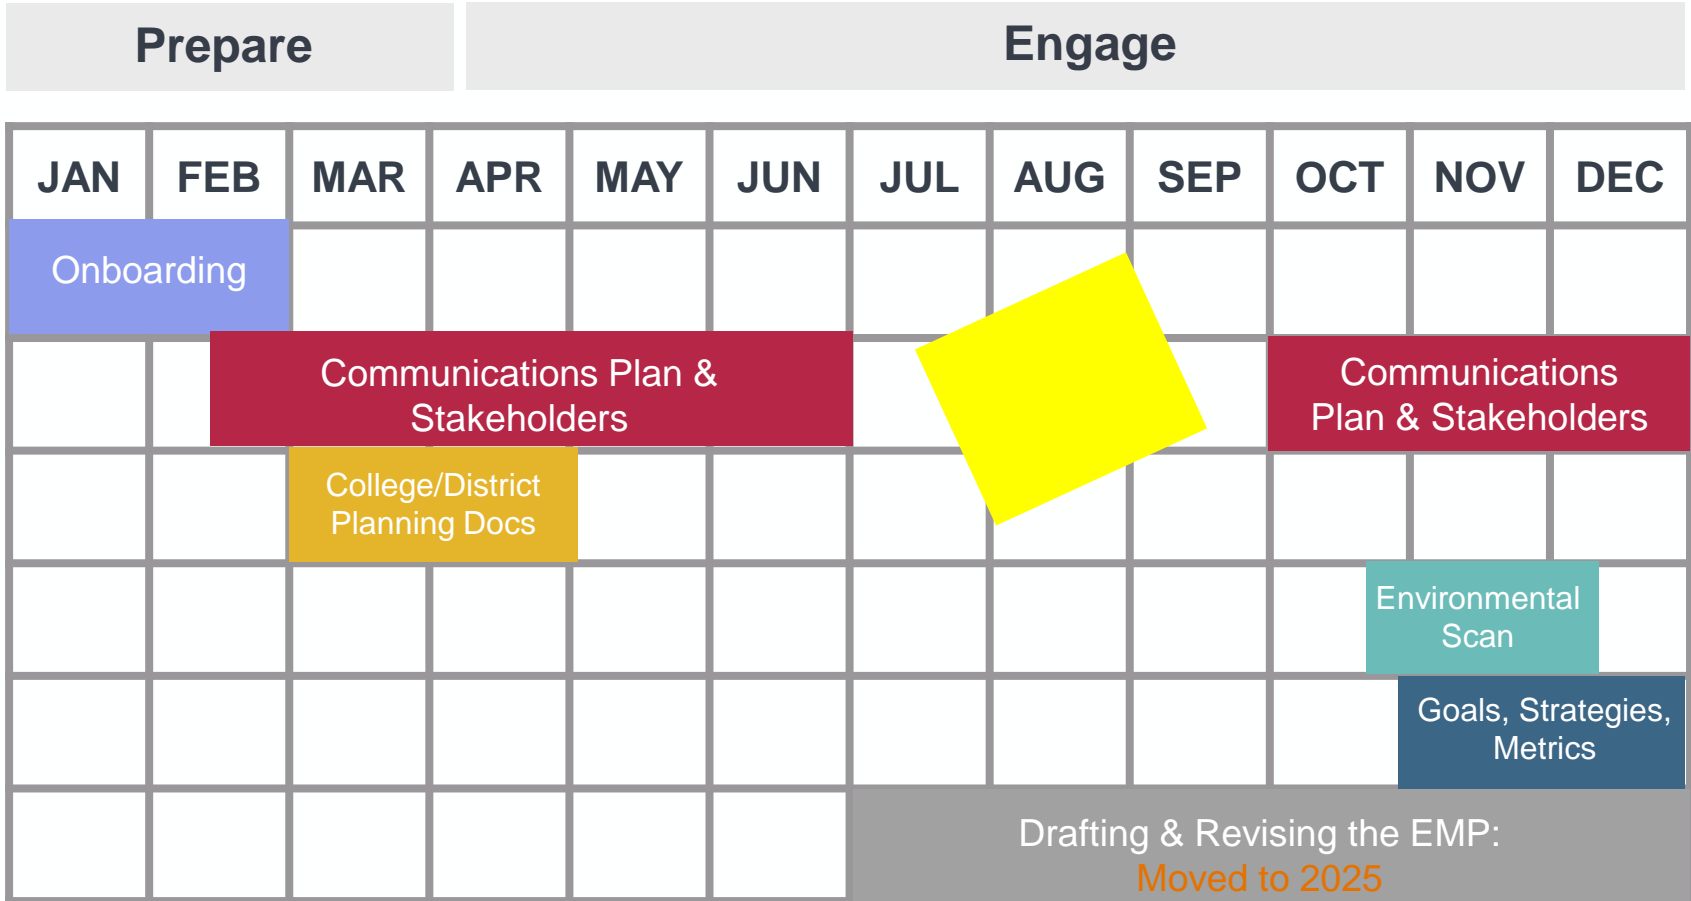 Prepare
Engage
JAN FEB MAR APR MAY JUN JUL AUG SEP OCT NOV DEC
Onboarding
Communications Plan &
Stakeholders
Communications
Plan & Stakeholders
College/District
Planning Docs
Environmental
Scan
Goals, Strategies,
Metrics
Drafting & Revising the EMP:
Moved to 2025